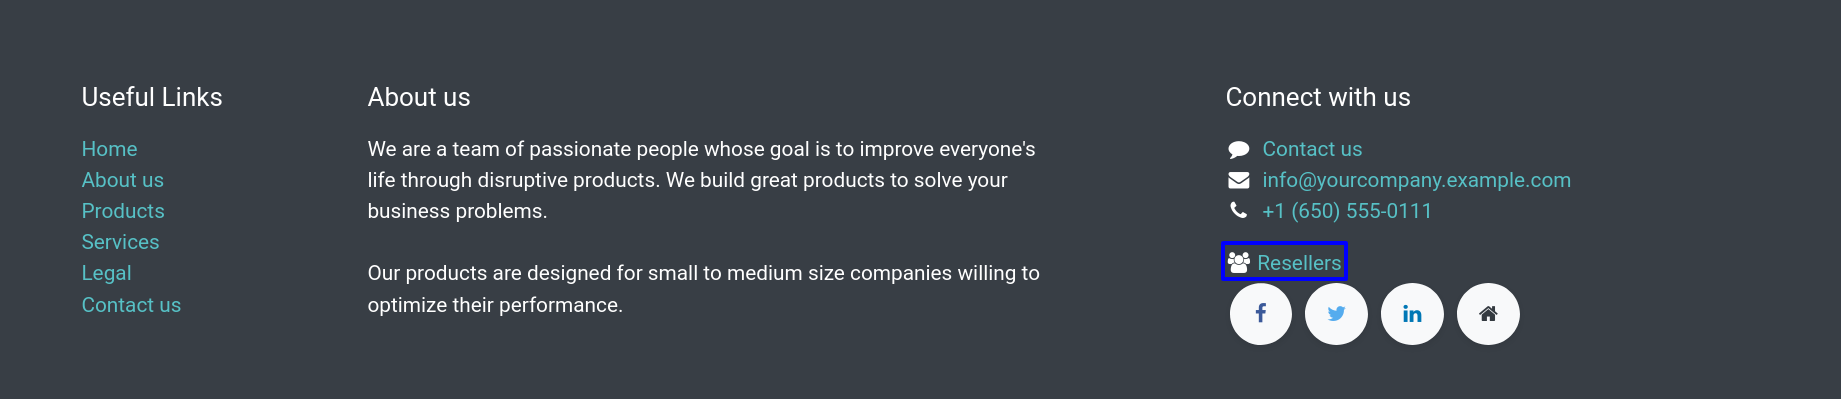 Useful Links
Home
About us
Products
Services
Legal
Contact us
About us
We are a team of passionate people whose goal is to improve everyone's
life through disruptive products. We build great products to solve your
business problems.
Our products are designed for small to medium size companies willing to
optimize their performance.
Connect with us
Contact us
info@yourcompany.example.com
+1 (650) 555-0111
Resellers